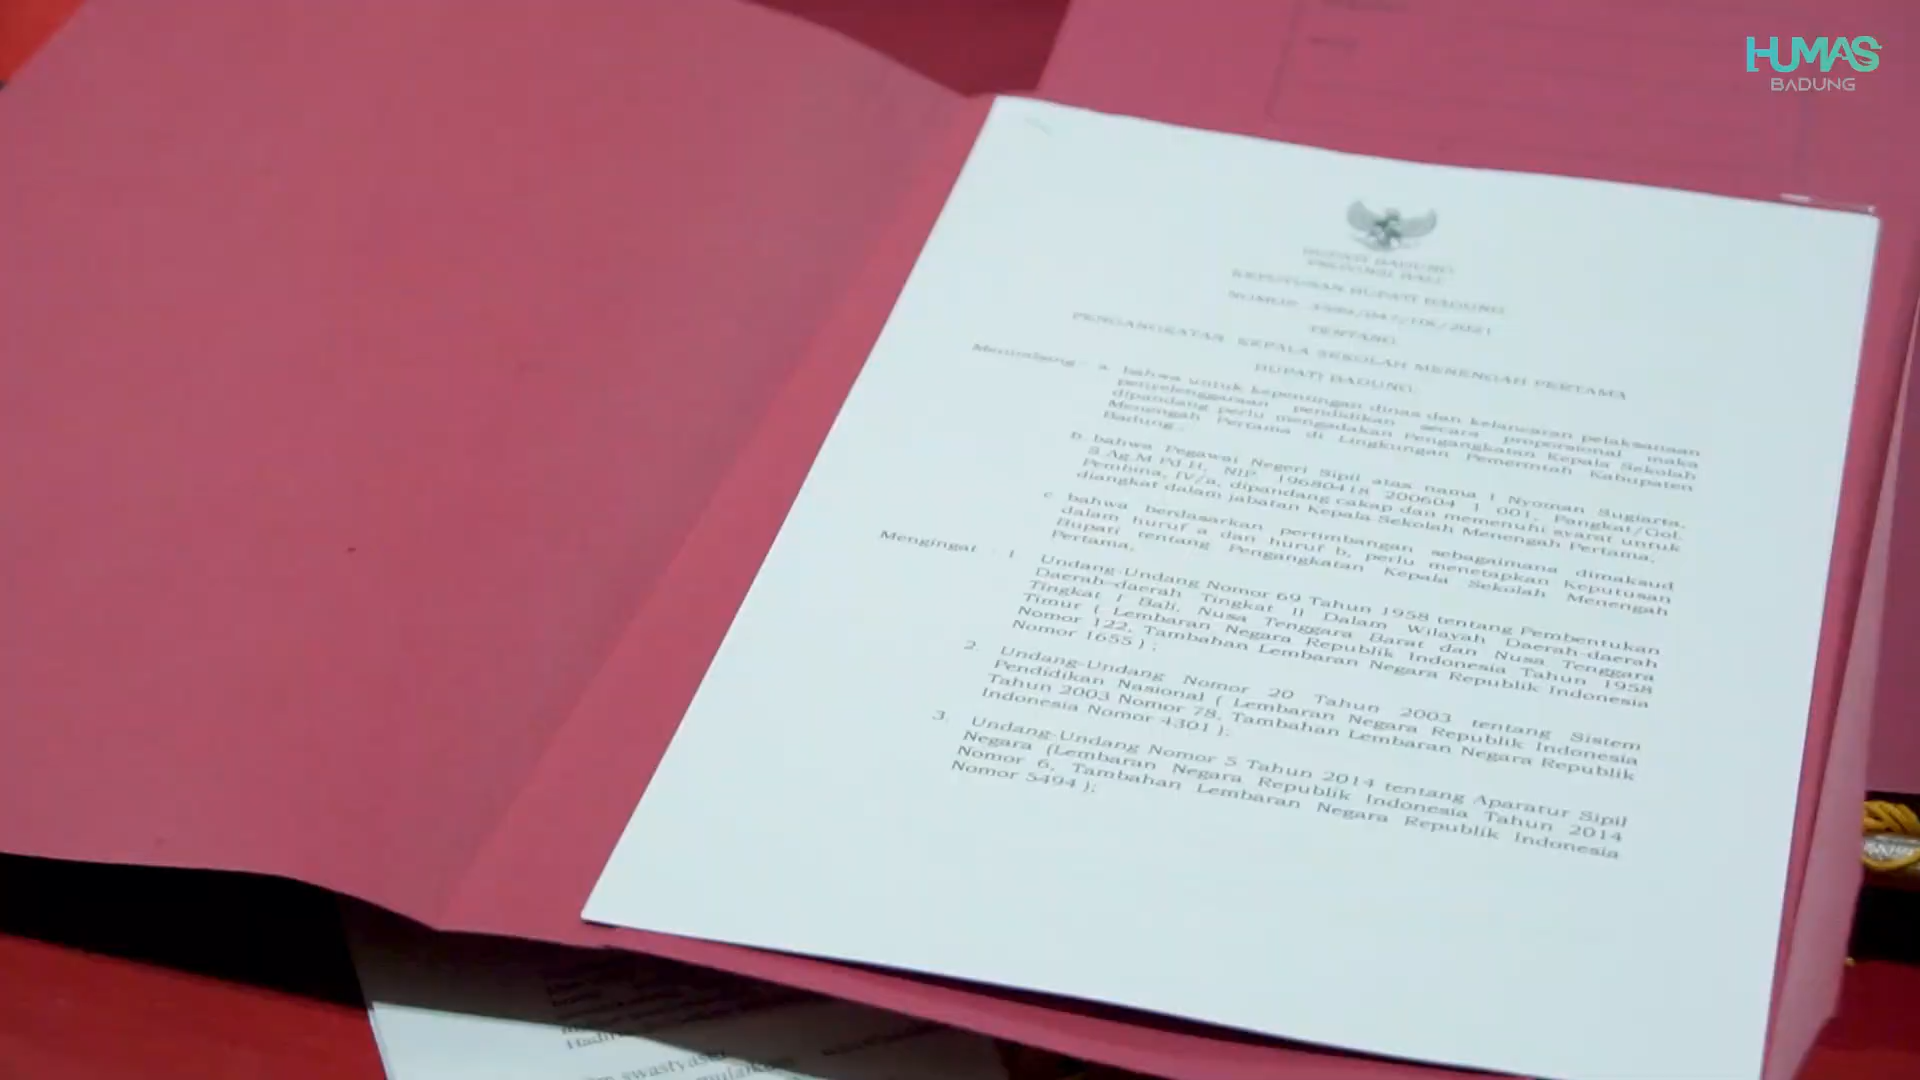 HUMAS
BADUNG
BUPATI BADUNG
PROVINSI BALI
KEPUTUSAN BUPATI BADUNG
NOMOR
TENTANG
PENGANGKATAN KEPALA SEKOLAH MENENGAH PERTAMA
BUPATI BADUNG,
Menimbang : a bahwa untuk kepentingan dinas dan kelancaran pelaksanaan
penyelenggaraan pendidikan secara proporsional maka
dipandang perlu mengadakan Pengangkatan Kepala Sekolah
Menengah Pertama di Lingkungan Pemerintah Kabupaten
Badung.
b bahwa Pegawai Negeri Sipil atas nama I Nyoman Sugiarta,
S.Ag.M.Pd.H, NIP. 19680418 200604 1 001, Pangkat/Gol.
Pembina, IV/a, dipandang cakap dan memenuhi syarat untuk
diangkat dalam jabatan Kepala Sekolah Menengah Pertama,
c bahwa berdasarkan pertimbangan sebagaimana dimaksud
dalam huruf a dan huruf b, perlu menetapkan Keputusan
Bupati tentang Pengangkatan Kepala Sekolah Menengah
Pertama,
Mengingat : 1. Undang-Undang Nomor 69 Tahun 1958 tentang Pembentukan
Daerah-daerah Tingkat II Dalam Wilayah Daerah-daerah
Tingkat I Bali, Nusa Tenggara Barat dan Nusa Tenggara
Timur ( Lembaran Negara Republik Indonesia Tahun 1958
Nomor 122, Tambahan Lembaran Negara Republik Indonesia
Nomor 1655 ) ;
2. Undang-Undang Nomor 20 Tahun 2003 tentang Sistem
Pendidikan Nasional ( Lembaran Negara Republik Indonesia
Tahun 2003 Nomor 78, Tambahan Lembaran Negara Republik
Indonesia Nomor 4301 );
3. Undang-Undang Nomor 5 Tahun 2014 tentang Aparatur Sipil
Negara (Lembaran Negara Republik Indonesia Tahun 2014
Nomor 6, Tambahan Lembaran Negara Republik Indonesia
Nomor 5494 );